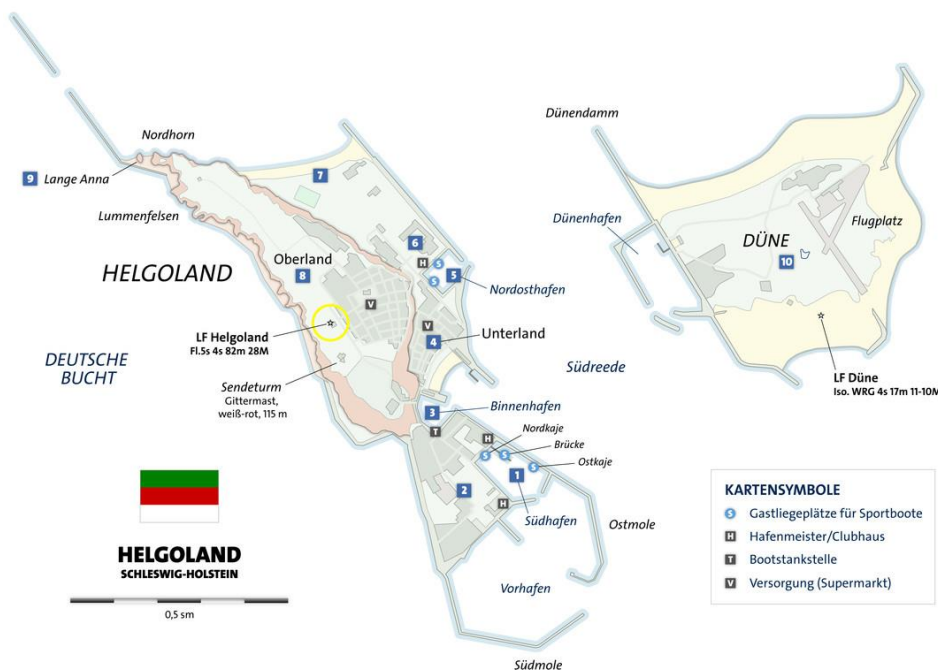 Nordhorn
Dünendamm
9
Lange Anna
7
Lummenfelsen
Dünenhafen
Flugplatz
DÜNE
10
6
H
S
S
5
Oberland
8
HELGOLAND
Nordosthafen
V
LF Helgoland
Fl.5s 4s 82m 28M
V
4
Unterland
DEUTSCHE
BUCHT
Südreede
Sendeturm
Gittermast,
weiß-rot, 115 m
LF Düne
Iso. WRG 4s 17m 11-10M
3
Binnenhafen
T
Nordkaje
H
Brücke
S
S
S
Ostkaje
1
2
H
Südhafen
Ostmole
Vorhafen
Südmole
HELGOLAND
SCHLESWIG-HOLSTEIN
0,5 sm
KARTENSYMBOLE
S Gastliegeplätze für Sportboote
H Hafenmeister/Clubhaus
T Bootstankstelle
V Versorgung (Supermarkt)